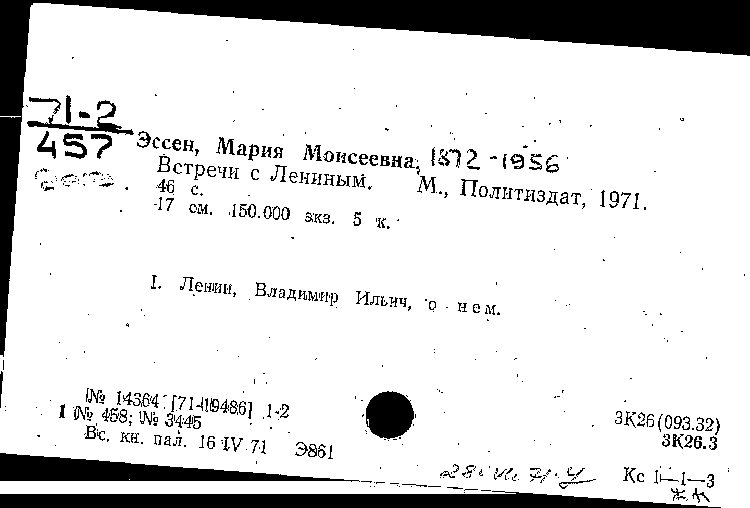 71-2
457
Эссен, Мария Моисеевна, 1872-1956
Встречи с Лениным. М., Политиздат, 1971.
46 с.
17 см. 150.000 экз. 5 к.
I. Ленин, Владимир Ильич, о нем.
[№ 14364 [71-19486] 1-2
1 № 458; № 3445
Вс. кн. пал. 16 IV 71 Э861
3К26(093.32)
3К26.3
Кс 1—1—3